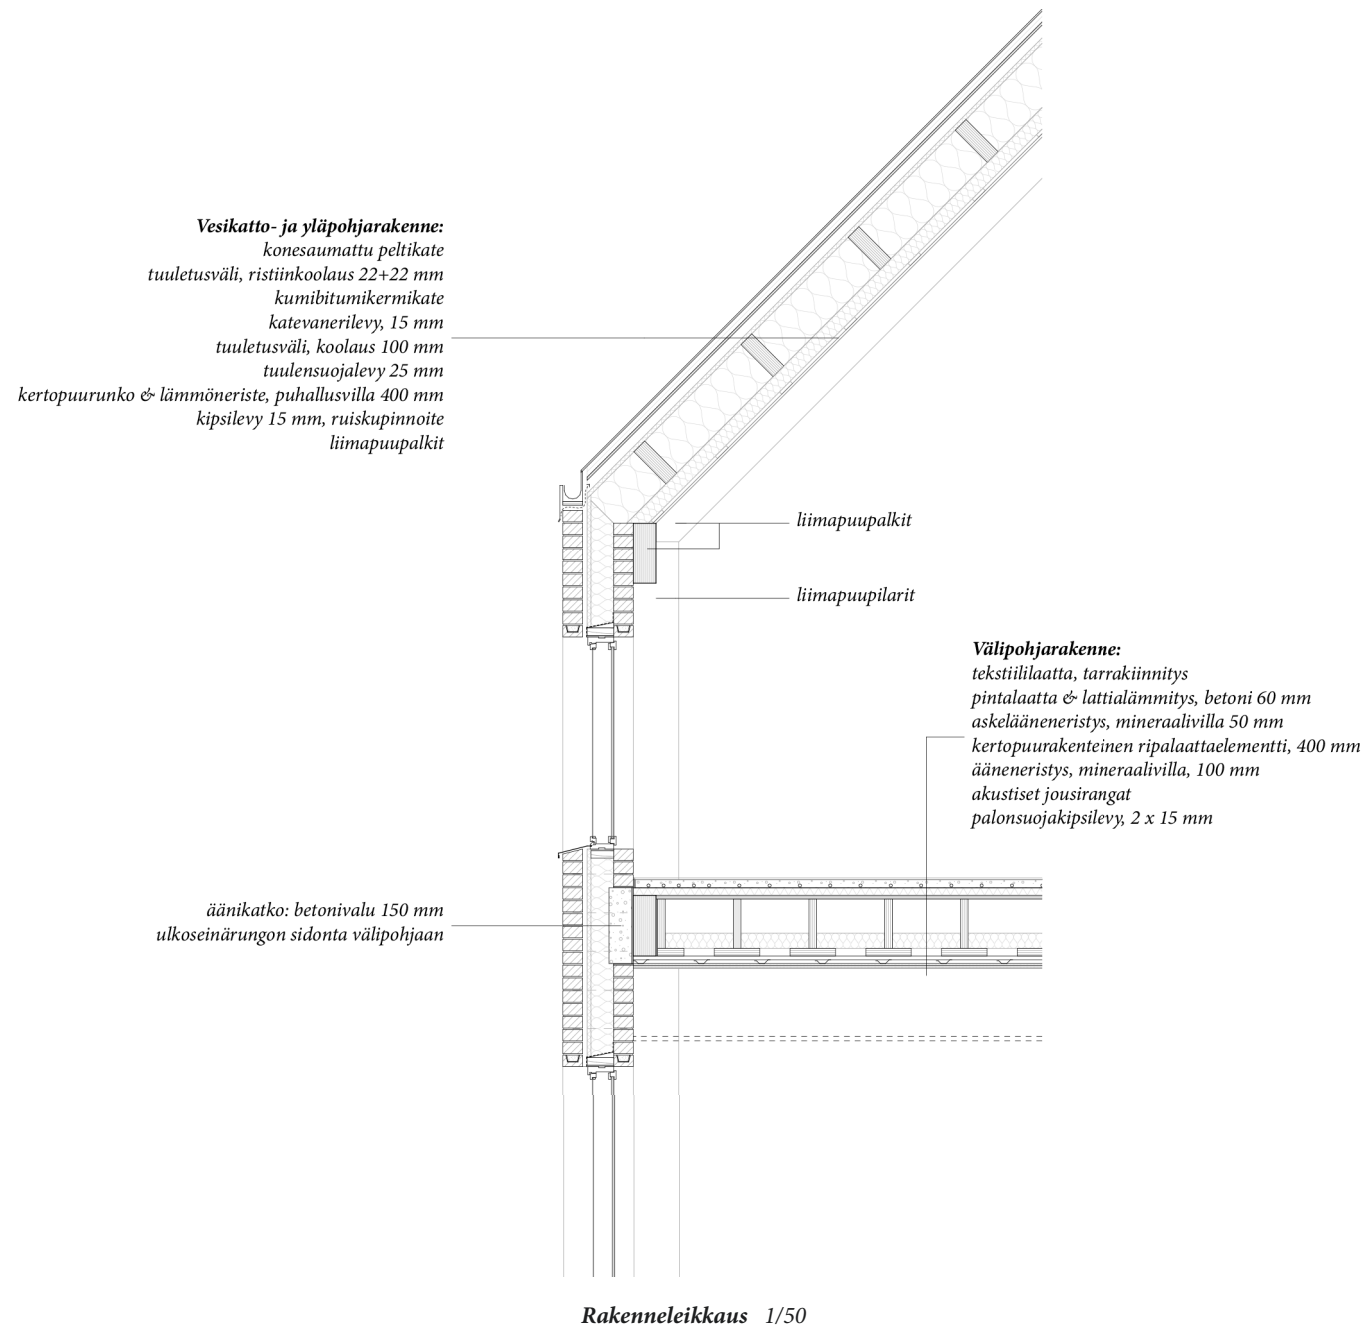 Vesikatto- ja yläpohjarakenne:
konesaumattu peltikate
tuuletusväli, ristiinkoolaus 22+22 mm
kumibitumikermikate
katevanerilevy, 15 mm
tuuletusväli, koolaus 100 mm
tuulensuojalevy 25 mm
kertopuurunko & lämmöneriste, puhallusvilla 400 mm
kipsilevy 15 mm, ruiskupinnoite
liimapuupalkit
liimapuupalkit
liimapuupilarit
Välipohjarakenne:
tekstiililaatta, tarrakiinnitys
pintalaatta & lattialämmitys, betoni 60 mm
askelääneneristys, mineraalivilla 50 mm
kertopuurakenteinen ripalaattaelementti, 400 mm
ääneneristys, mineraalivilla, 100 mm
akustiset jousirangat
palonsuojakipsilevy, 2 x 15 mm
äänikatko: betonivalu 150 mm
ulkoseinärungon sidonta välipohjaan
Rakenneleikkaus 1/50